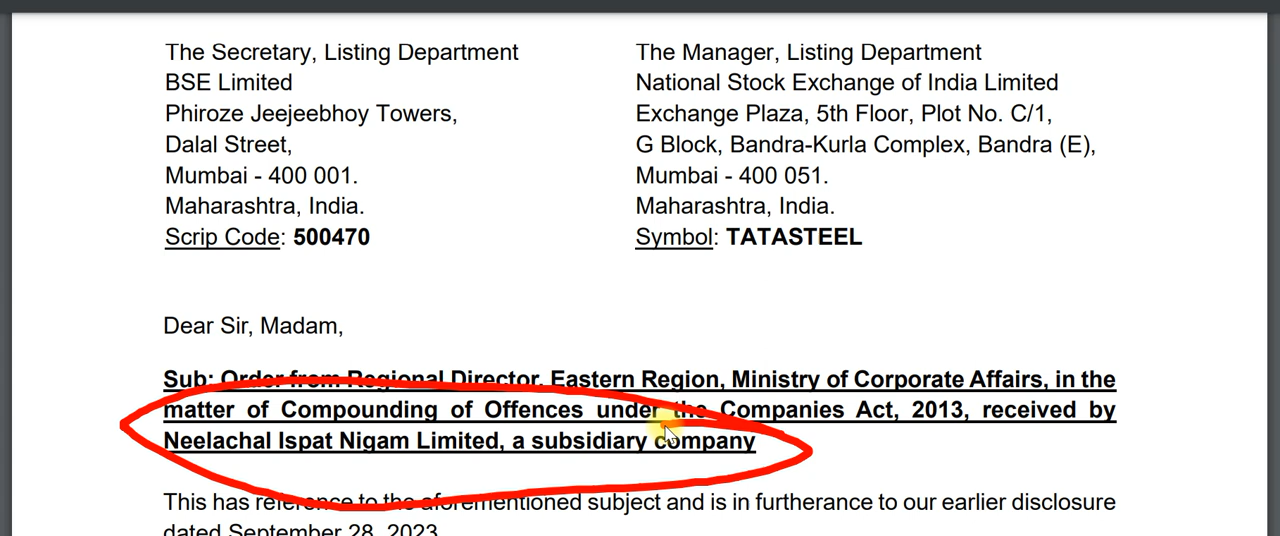 The Secretary, Listing Department
BSE Limited
Phiroze Jeejeebhoy Towers,
Dalal Street,
Mumbai - 400 001.
Maharashtra, India.
Scrip Code: 500470
The Manager, Listing Department
National Stock Exchange of India Limited
Exchange Plaza, 5th Floor, Plot No. C/1,
G Block, Bandra-Kurla Complex, Bandra (E),
Mumbai - 400 051.
Maharashtra, India.
Symbol: TATASTEEL
Dear Sir, Madam,
Sub: Order from Regional Director, Eastern Region, Ministry of Corporate Affairs, in the
matter of Compounding of Offences under the Companies Act, 2013, received by
Neelachal Ispat Nigam Limited, a subsidiary company
This has reference to the aforementioned subject and is in furtherance to our earlier disclosure
dated September 28, 2023.